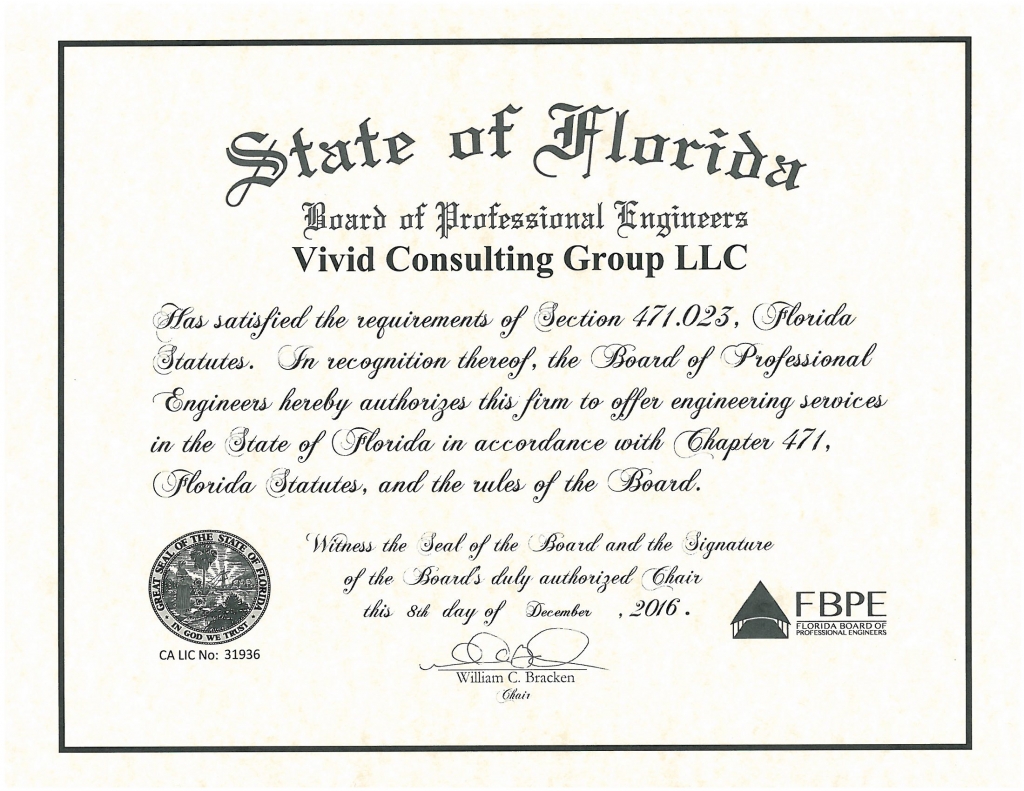 State of Florida
Board of Professional Engineers
Vivid Consulting Group LLC
Has satisfied the requirements of Section 471.023, Florida
Statutes. In recognition thereof, the Board of Professional
Engineers hereby authorizes this firm to offer engineering services
in the State of Florida in accordance with Chapter 471,
Florida Statutes, and the rules of the Board.
GREAT SEAL OF THE STATE OF FLORIDA
IN GOD WE TRUST
CA LIC No: 31936
Witness the Seal of the Board and the Signature
of the Board's duly authorized Chair
this 8th day of December , 2016.
William C. Bracken
Chair
FBPE
FLORIDA BOARD OF
PROFESSIONAL ENGINEERS